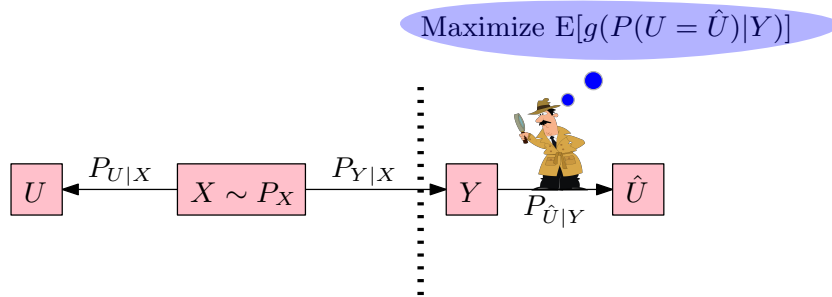 Maximize E[g(P(U = Û)|Y)]
P_{U|X}
P_{Y|X}
U
X ∼ P_X
Y
Û
P_{Û|Y}